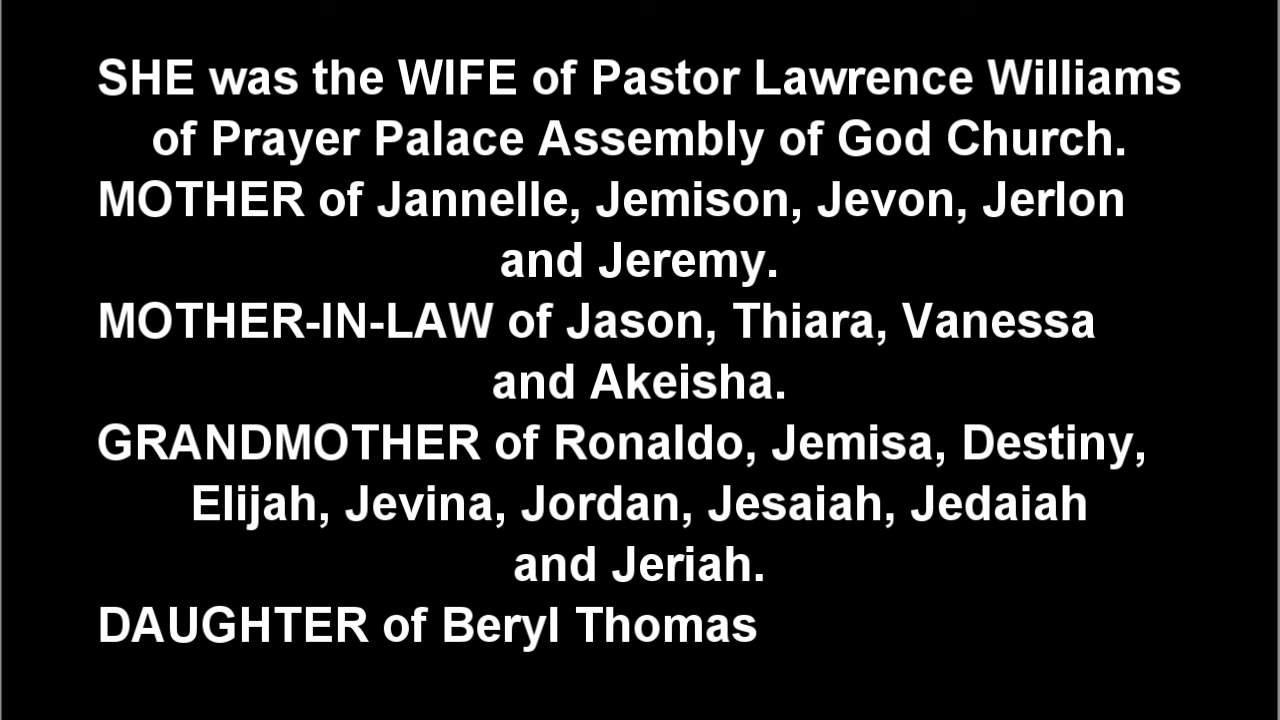 SHE was the WIFE of Pastor Lawrence Williams
of Prayer Palace Assembly of God Church.
MOTHER of Jannelle, Jemison, Jevon, Jerlon
and Jeremy.
MOTHER-IN-LAW of Jason, Thiara, Vanessa
and Akeisha.
GRANDMOTHER of Ronaldo, Jemisa, Destiny,
Elijah, Jevina, Jordan, Jesaiah, Jedaiah
and Jeriah.
DAUGHTER of Beryl Thomas